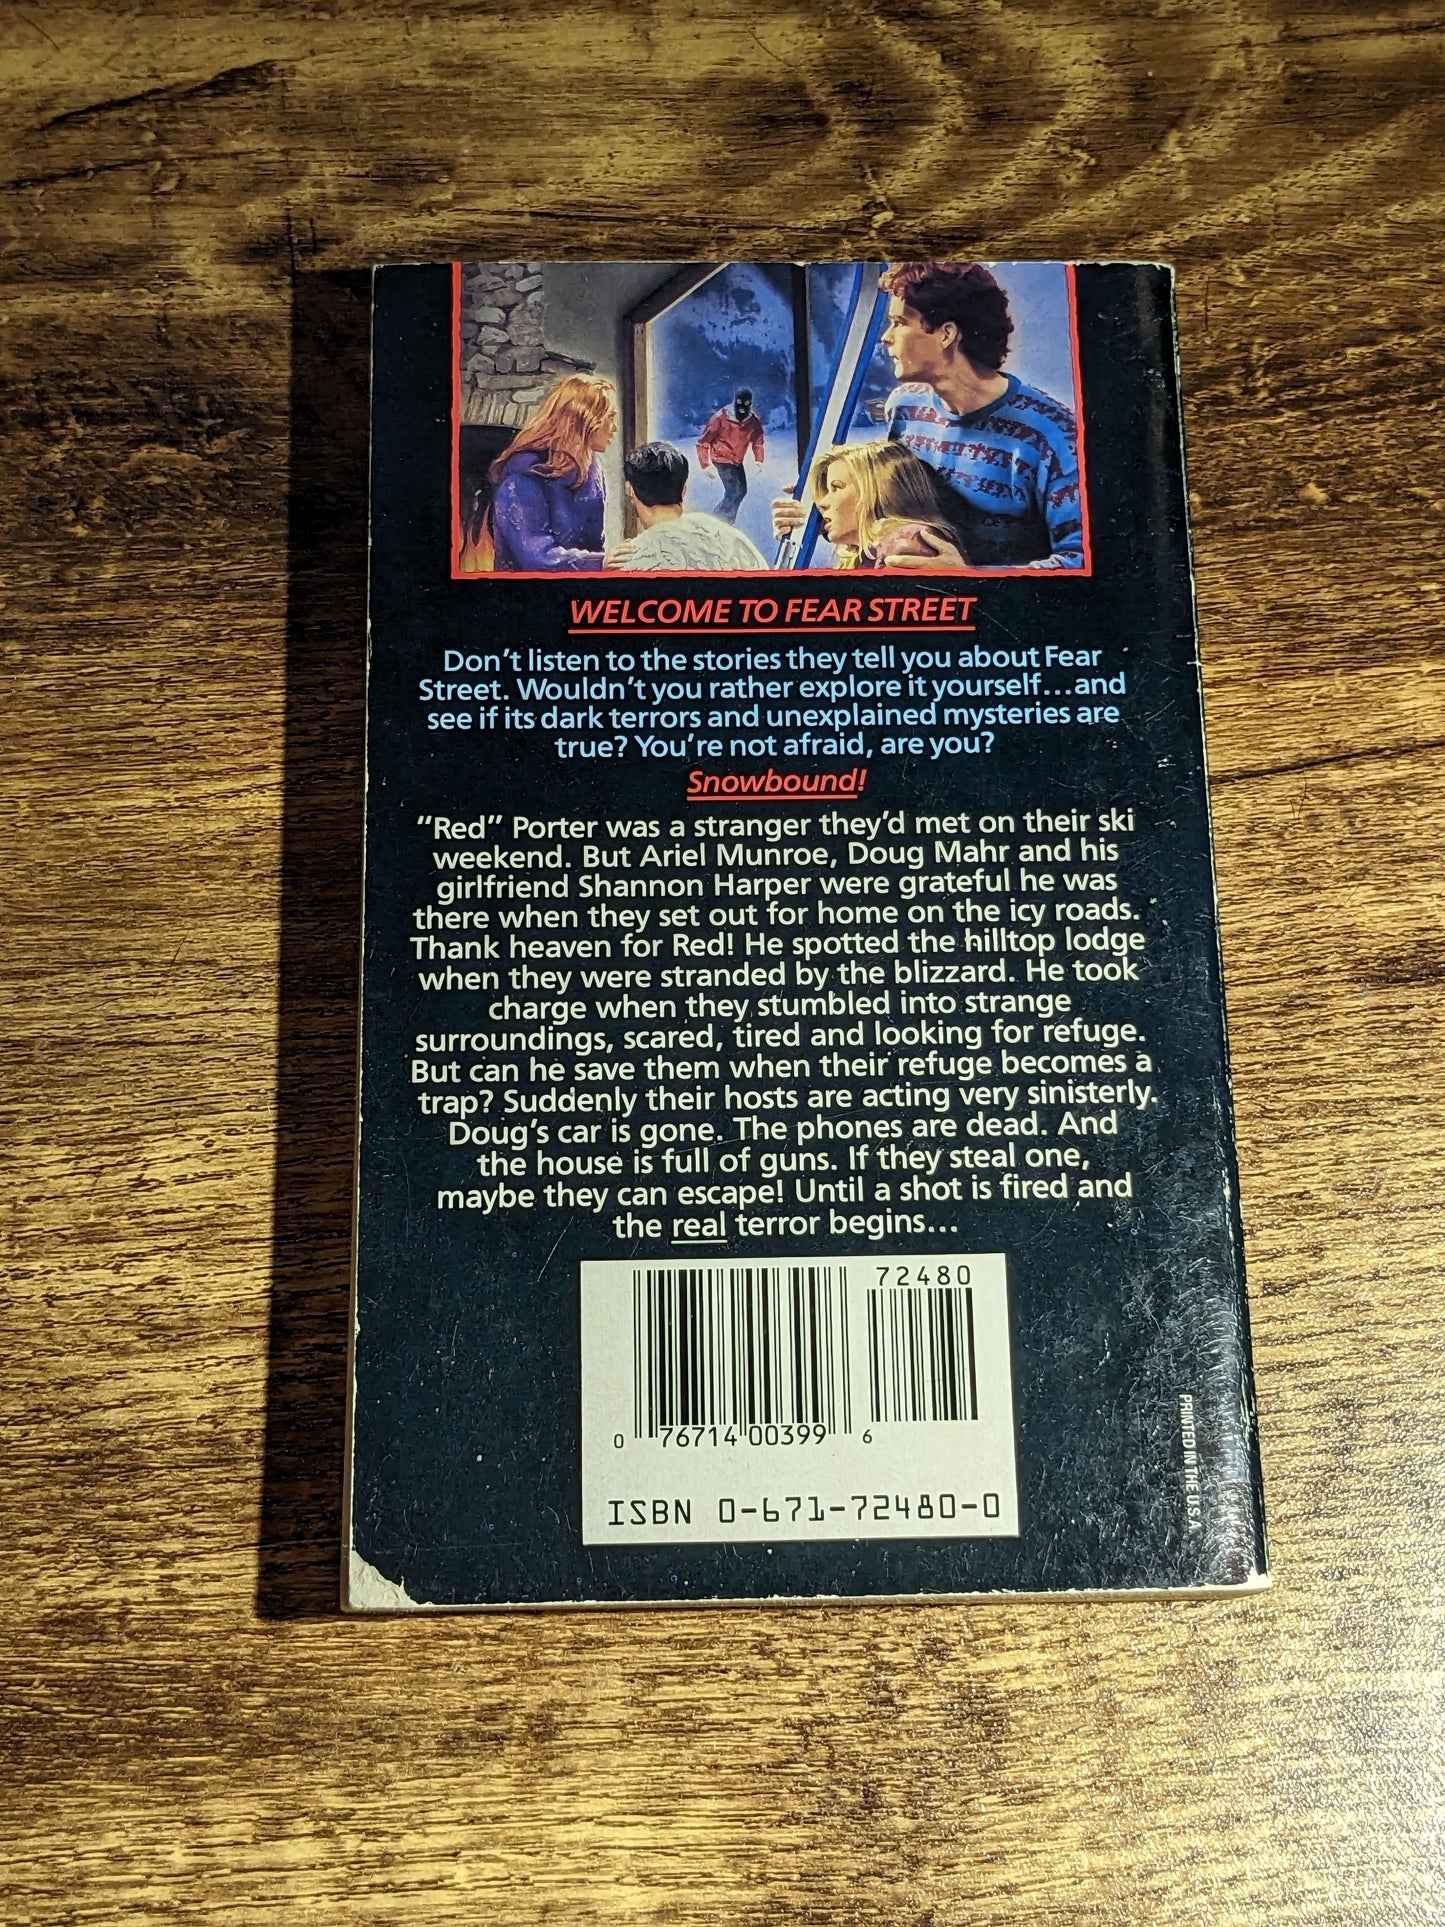 WELCOME TO FEAR STREET
Don't listen to the stories they tell you about Fear
Street. Wouldn't you rather explore it yourself...and
see if its dark terrors and unexplained mysteries are
true? You're not afraid, are you?
Snowbound!
"Red" Porter was a stranger they'd met on their ski
weekend. But Ariel Munroe, Doug Mahr and his
girlfriend Shannon Harper were grateful he was
there when they set out for home on the icy roads.
Thank heaven for Red! He spotted the hilltop lodge
when they were stranded by the blizzard. He took
charge when they stumbled into strange
surroundings, scared, tired and looking for refuge.
But can he save them when their refuge becomes a
trap? Suddenly their hosts are acting very sinisterly.
Doug's car is gone. The phones are dead. And
the house is full of guns. If they steal one,
maybe they can escape! Until a shot is fired and
the real terror begins...
72480
0 76714 00399 6
ISBN 0-671-72480-0
PRINTED IN THE U.S.A.